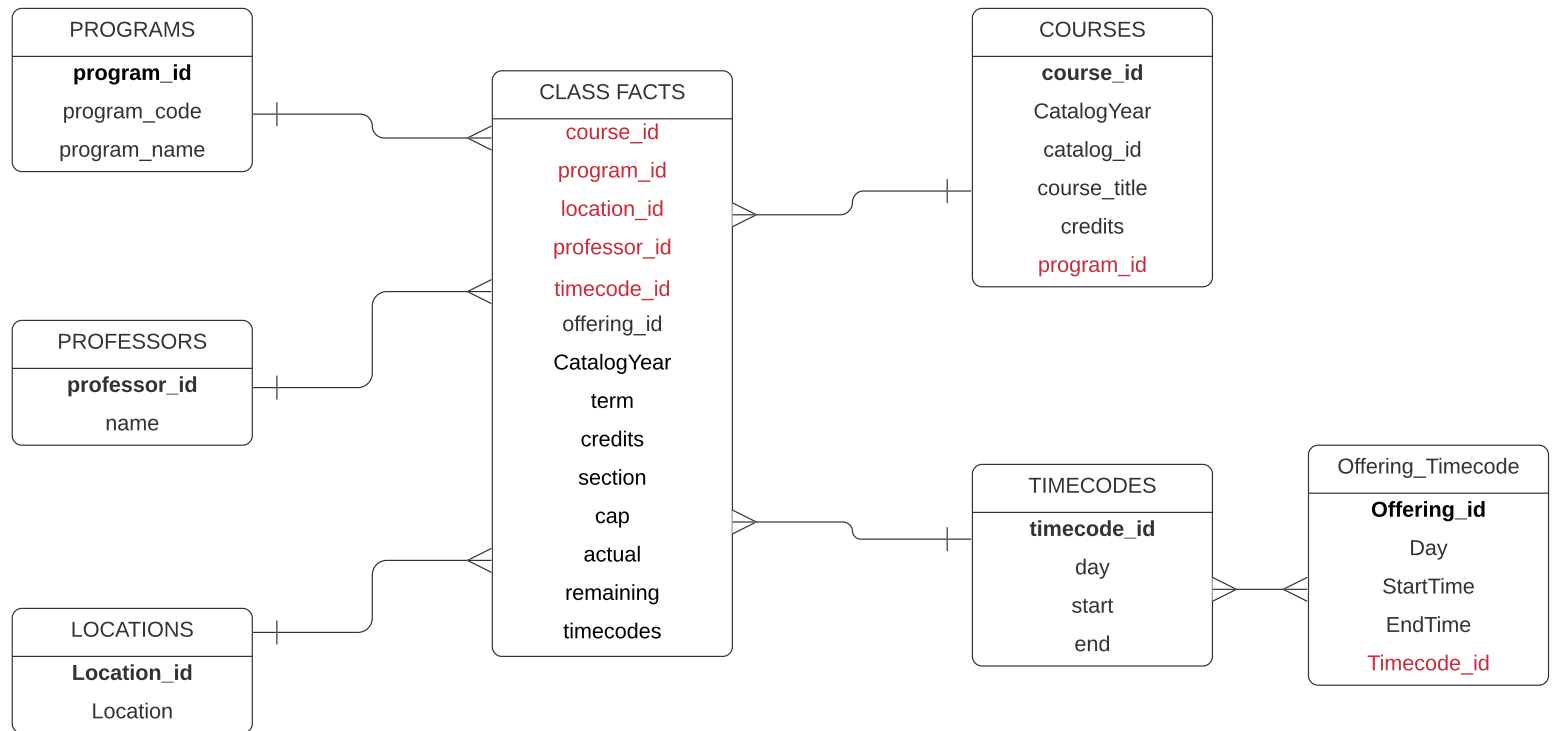 PROGRAMS
program_id
program_code
program_name
PROFESSORS
professor_id
name
LOCATIONS
Location_id
Location
CLASS FACTS
course_id
program_id
location_id
professor_id
timecode_id
offering_id
CatalogYear
term
credits
section
cap
actual
remaining
timecodes
COURSES
course_id
CatalogYear
catalog_id
course_title
credits
program_id
TIMECODES
timecode_id
day
start
end
Offering_Timecode
Offering_id
Day
StartTime
EndTime
Timecode_id